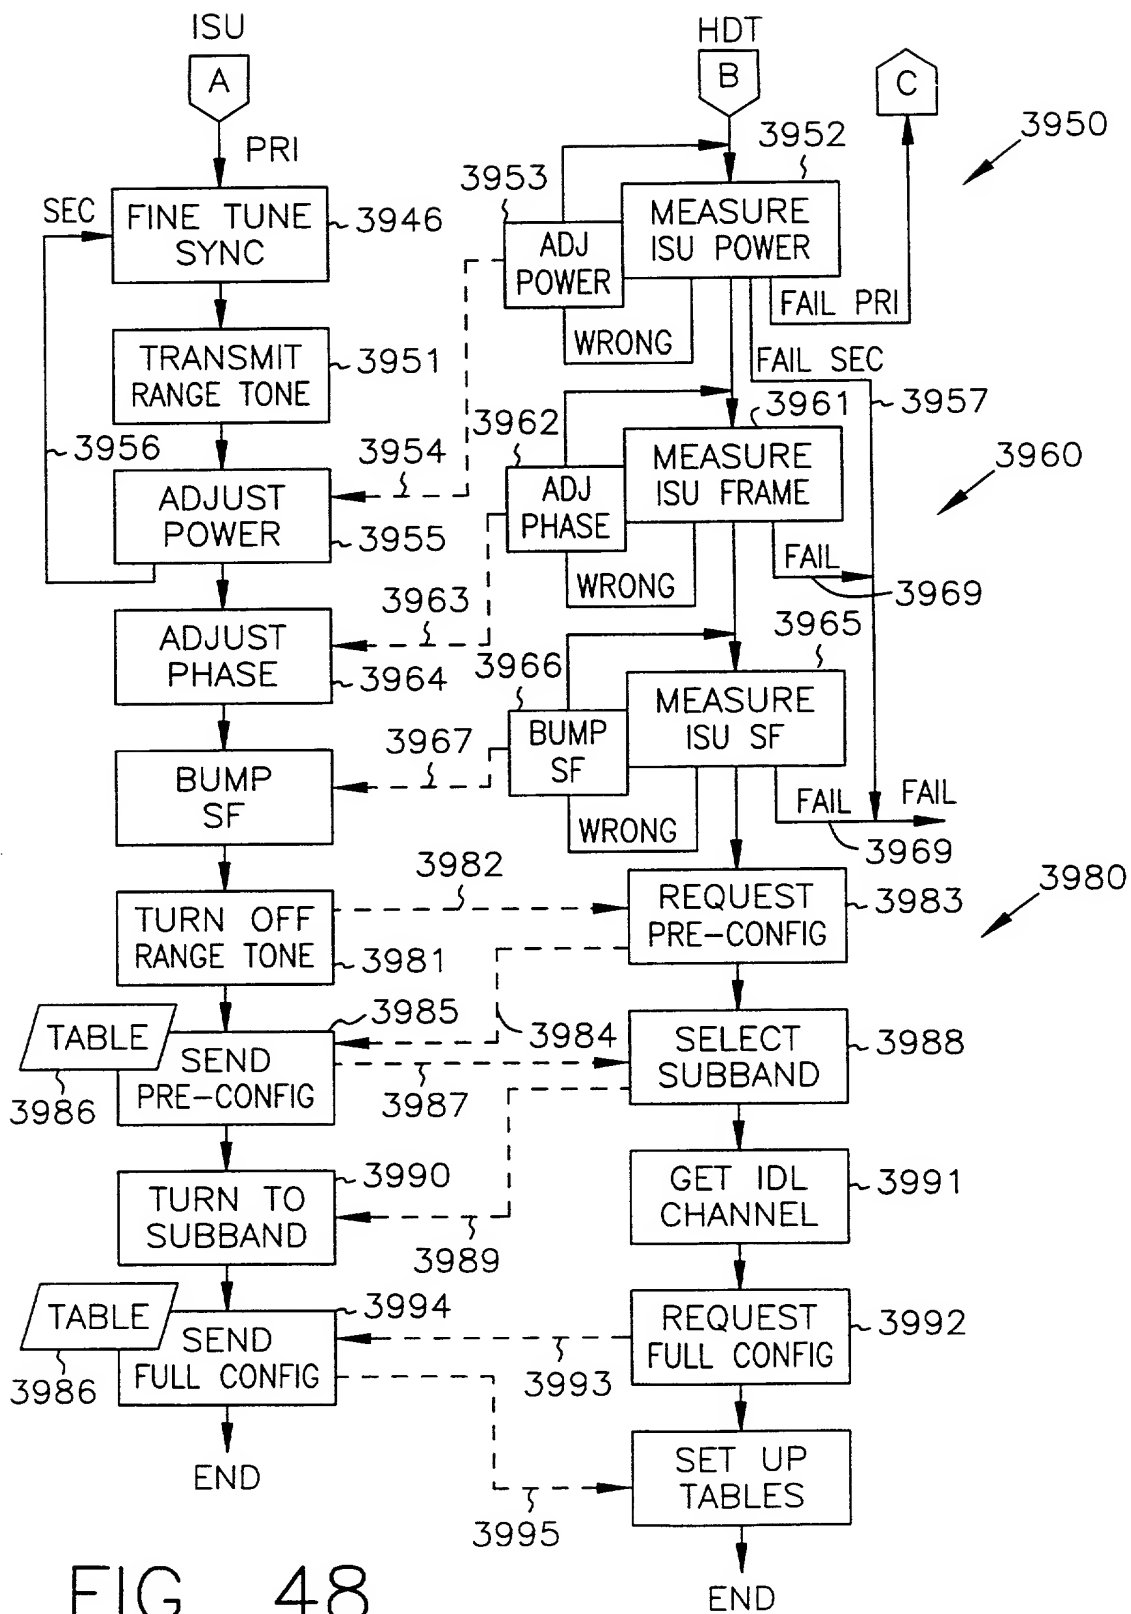 ISU
HDT
A
B
C
PRI
3952
3950
3953
SEC
FINE TUNE
SYNC
3946
MEASURE
ISU POWER
ADJ
POWER
FAIL PRI
WRONG
TRANSMIT
RANGE TONE
3951
FAIL SEC
3961
3957
3956
3954
3962
MEASURE
ISU FRAME
3960
ADJ
PHASE
ADJUST
POWER
3955
FAIL
WRONG
3969
3963
3965
ADJUST
PHASE
3964
3966
MEASURE
ISU SF
3967
BUMP
SF
BUMP
SF
FAIL
FAIL
WRONG
3969
3982
3980
TURN OFF
RANGE TONE
3981
REQUEST
PRE-CONFIG
3983
TABLE
3985
3984
SEND
PRE-CONFIG
SELECT
SUBBAND
3988
3986
3987
3990
TURN TO
SUBBAND
GET IDL
CHANNEL
3991
3989
TABLE
3994
SEND
FULL CONFIG
REQUEST
FULL CONFIG
3992
3986
3993
END
SET UP
TABLES
3995
END
FIG 48